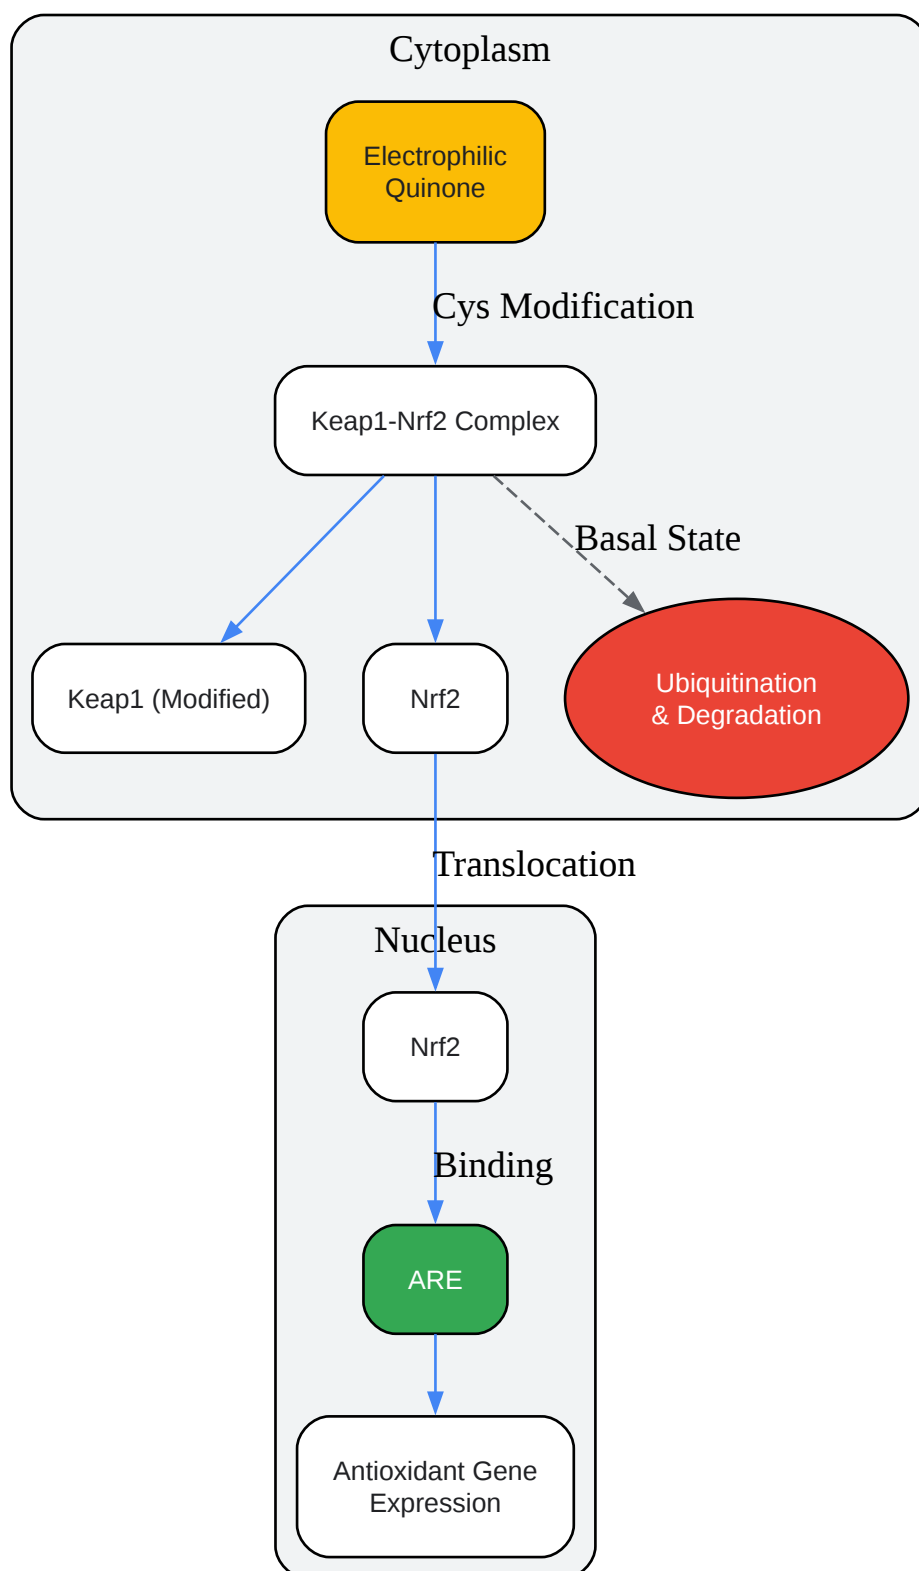 Cytoplasm
Electrophilic
Quinone
Cys Modification
Keap1-Nrf2 Complex
Basal State
Keap1 (Modified)
Nrf2
Ubiquitination
& Degradation
Translocation
Nucleus
Nrf2
Binding
ARE
Antioxidant Gene
Expression